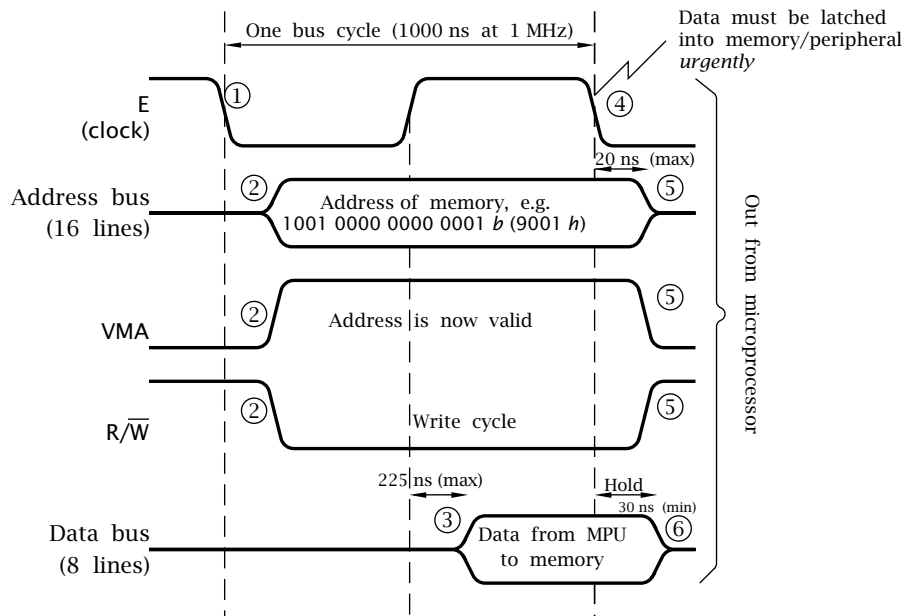 One bus cycle (1000 ns at 1 MHz)
Data must be latched
into memory/peripheral
urgently
E
(clock)
1
4
20 ns (max)
Address bus
(16 lines)
2
Address of memory, e.g.
1001 0000 0000 0001 b (9001 h)
5
VMA
2
Address is now valid
5
R/W̅
2
Write cycle
5
225 ns (max)
Hold
30 ns (min)
Data bus
(8 lines)
3
Data from MPU
to memory
6
Out from microprocessor